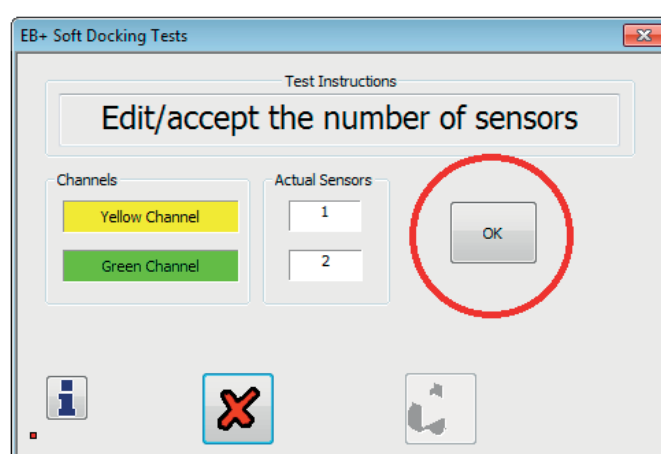 EB+ Soft Docking Tests
Test Instructions
Edit/accept the number of sensors
Channels
Actual Sensors
Yellow Channel
1
OK
Green Channel
2